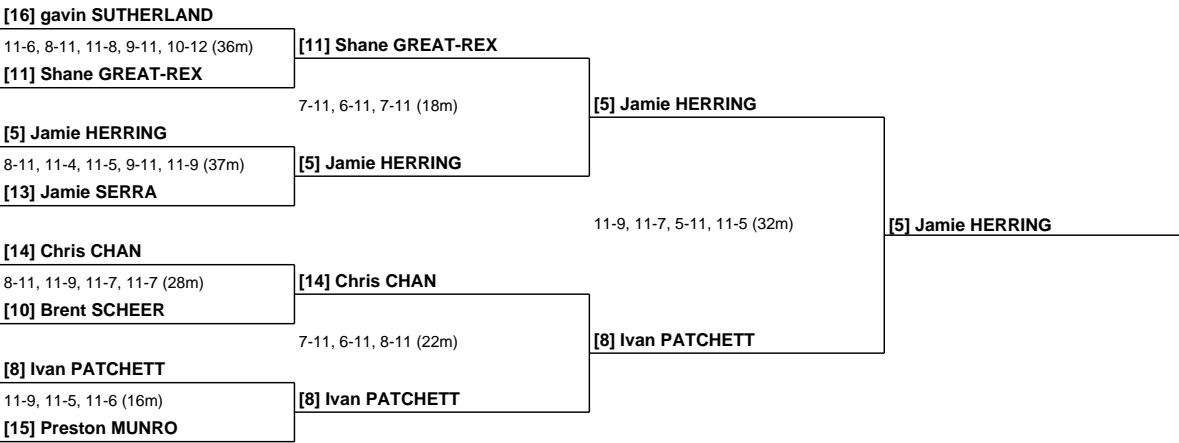 [16] gavin SUTHERLAND
11-6, 8-11, 11-8, 9-11, 10-12 (36m)
[11] Shane GREAT-REX
[11] Shane GREAT-REX
7-11, 6-11, 7-11 (18m)
[5] Jamie HERRING
[5] Jamie HERRING
8-11, 11-4, 11-5, 9-11, 11-9 (37m)
[5] Jamie HERRING
[13] Jamie SERRA
11-9, 11-7, 5-11, 11-5 (32m)
[5] Jamie HERRING
[14] Chris CHAN
8-11, 11-9, 11-7, 11-7 (28m)
[14] Chris CHAN
[10] Brent SCHEER
7-11, 6-11, 8-11 (22m)
[8] Ivan PATCHETT
[8] Ivan PATCHETT
11-9, 11-5, 11-6 (16m)
[8] Ivan PATCHETT
[15] Preston MUNRO